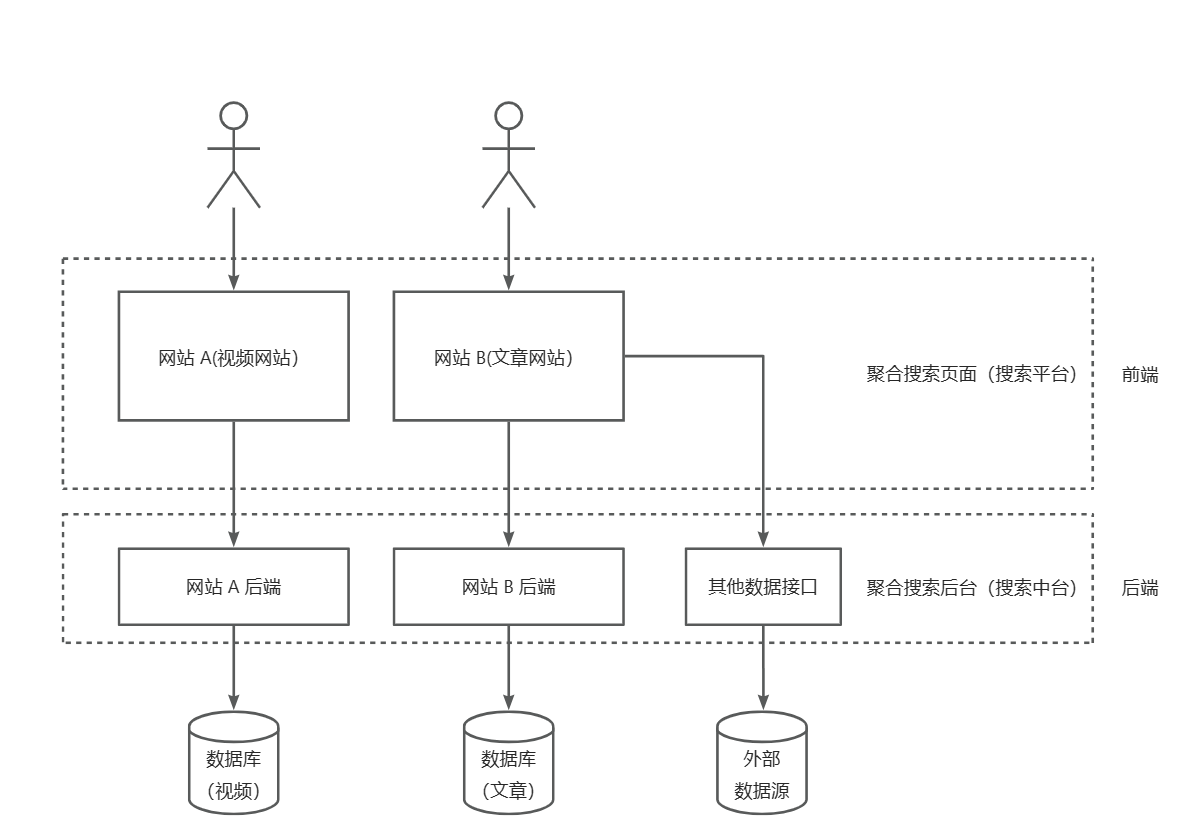 网站 A(视频网站）
网站 B(文章网站）
聚合搜索页面（搜索平台）
前端
网站 A 后端
网站 B 后端
其他数据接口
聚合搜索后台（搜索中台）
后端
数据库
（视频）
数据库
（文章）
外部
数据源